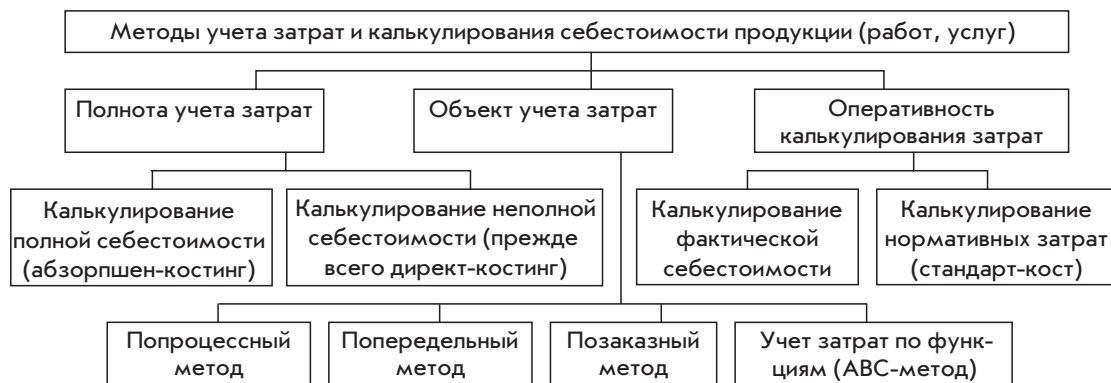 Методы учета затрат и калькулирования себестоимости продукции (работ, услуг)
Полнота учета затрат
Объект учета затрат
Оперативность
калькулирования затрат
Калькулирование
полной себестоимости
(абзорпшен-костинг)
Калькулирование неполной
себестоимости (прежде
всего директ-костинг)
Калькулирование
фактической
себестоимости
Калькулирование
нормативных затрат
(стандарт-кост)
Попроцессный
метод
Попередельный
метод
Позаказный
метод
Учет затрат по функ-
циям (АВС-метод)